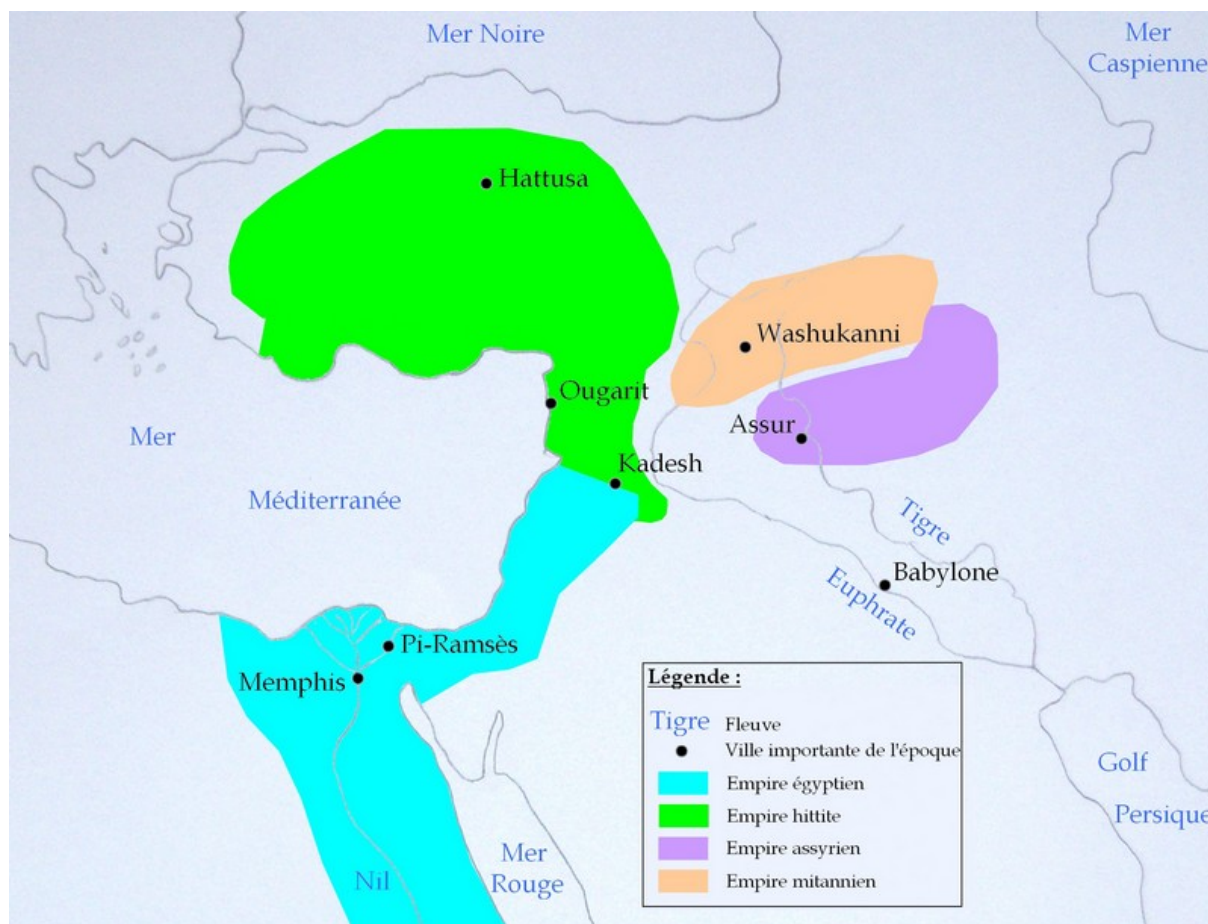 Mer Noire
Mer
Caspienne
Hattusa
Washukanni
Ougarit
Assur
Mer
Kadesh
Méditerranée
Tigre
Babylone
Euphrate
Pi-Ramsès
Memphis
Légende :
Tigre Fleuve
Ville importante de l'époque
Empire égyptien
Empire hittite
Empire assyrien
Empire mitannien
Golf
Persique
Mer
Rouge
Nil